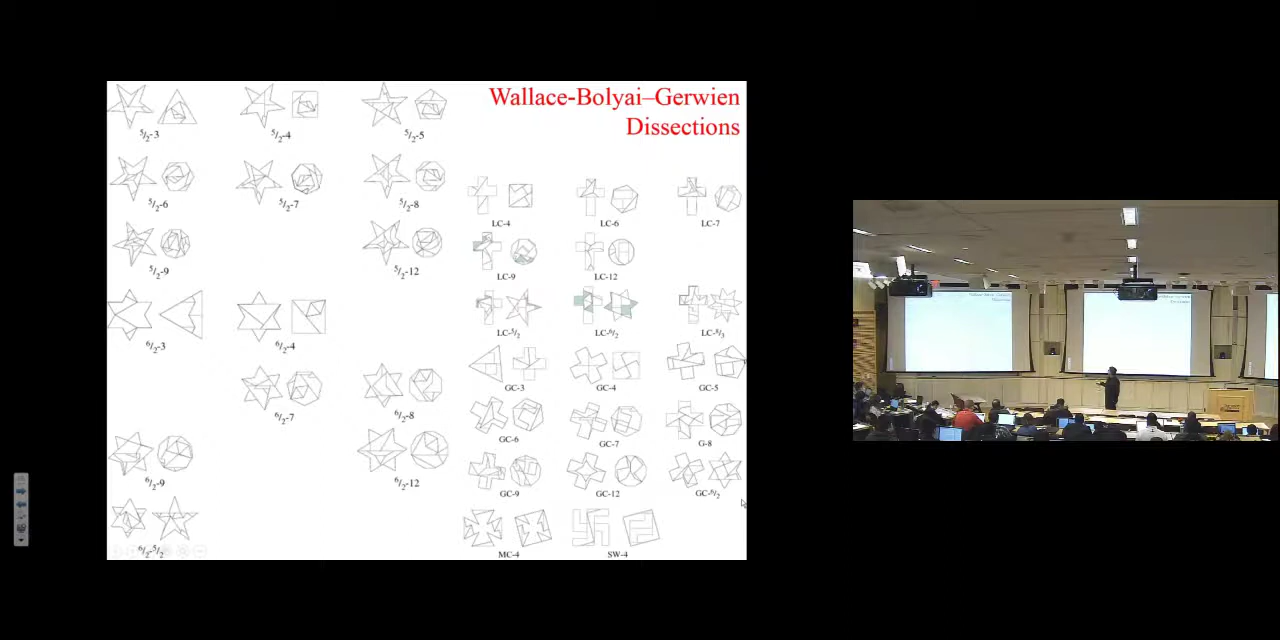 Wallace-Bolyai–Gerwien
Dissections
5/2-3
5/2-4
5/2-5
5/2-6
5/2-7
5/2-8
5/2-9
5/2-12
6/2-3
6/2-4
6/2-7
6/2-8
6/2-9
6/2-12
6/2-5/2
LC-4
LC-6
LC-7
LC-9
LC-12
LC-5/2
LC-6/2
LC-8/3
GC-3
GC-4
GC-5
GC-6
GC-7
G-8
GC-9
GC-12
GC-5/2
MC-4
SW-4